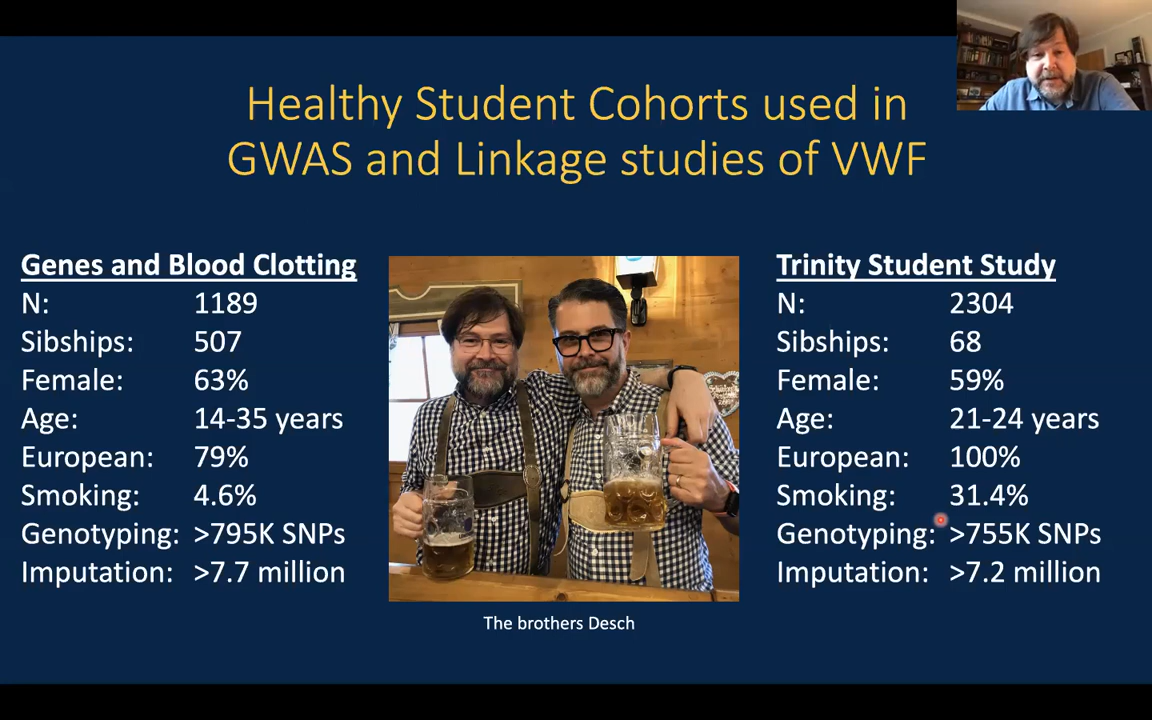 Healthy Student Cohorts used in
GWAS and Linkage studies of VWF
Genes and Blood Clotting
N: 1189
Sibships: 507
Female: 63%
Age: 14-35 years
European: 79%
Smoking: 4.6%
Genotyping: >795K SNPs
Imputation: >7.7 million
The brothers Desch
Trinity Student Study
N: 2304
Sibships: 68
Female: 59%
Age: 21-24 years
European: 100%
Smoking: 31.4%
Genotyping: >755K SNPs
Imputation: >7.2 million